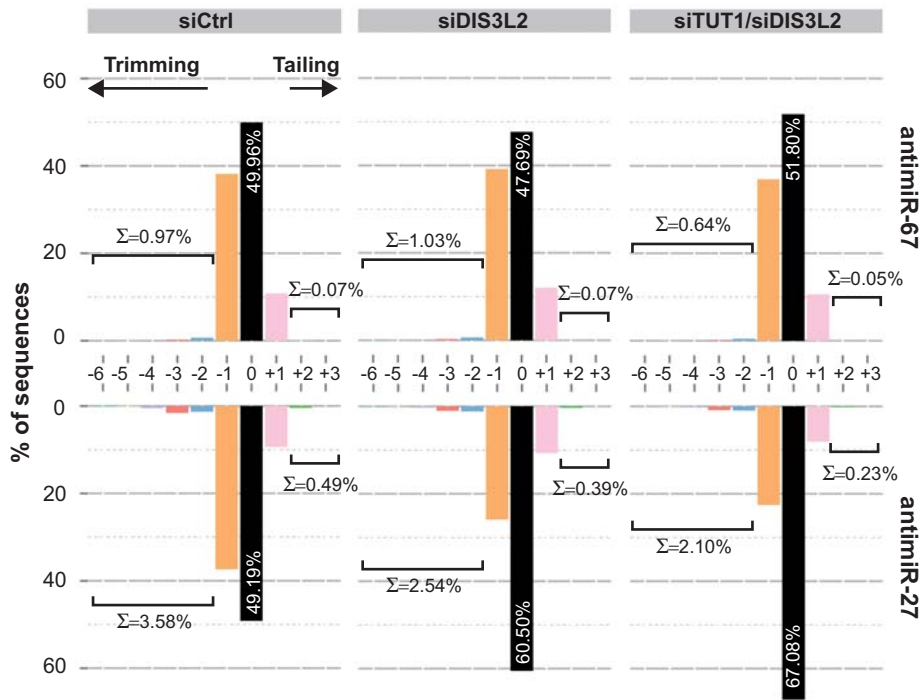 siCtrl siDIS3L2 siTUT1/siDIS3L2
60
Trimming Tailing
49.96% 47.69% 51.80%
40
Σ=0.97% Σ=1.03% Σ=0.64%
20
Σ=0.07% Σ=0.07% Σ=0.05%
0
antimiR-67
% of sequences
-6 -5 -4 -3 -2 -1 0 +1 +2 +3 -6 -5 -4 -3 -2 -1 0 +1 +2 +3 -6 -5 -4 -3 -2 -1 0 +1 +2 +3
0
Σ=0.49% Σ=0.39% Σ=0.23%
20
Σ=3.58% Σ=2.54% Σ=2.10%
40
49.19% 60.50% 67.08%
60
antimiR-27